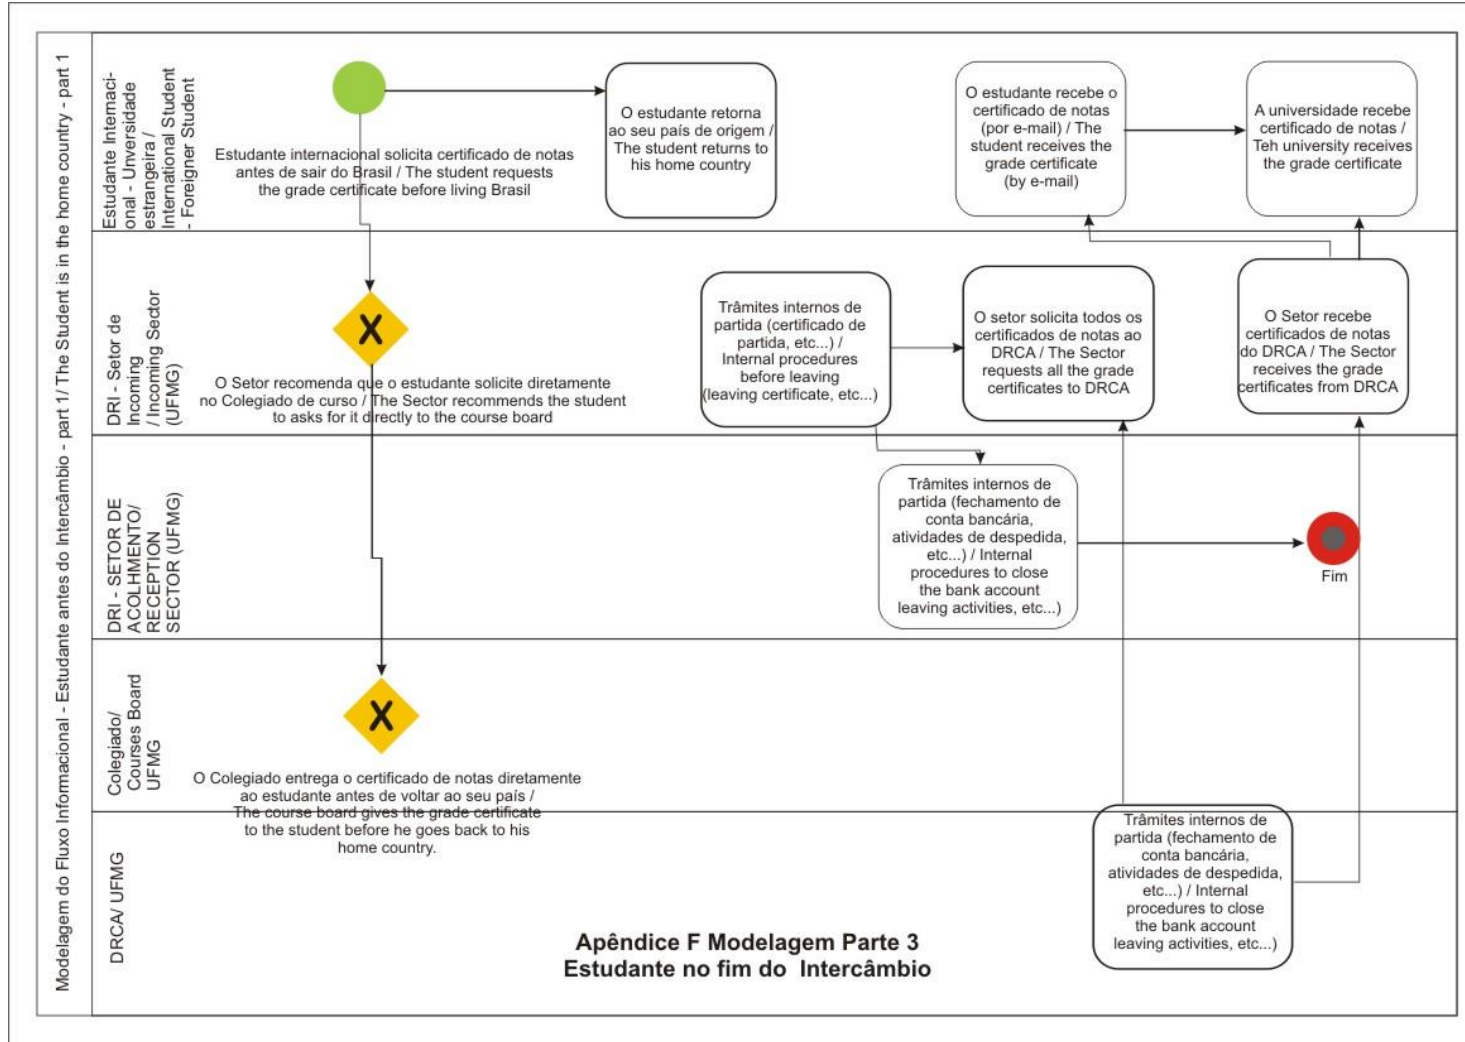 Modelagem do Fluxo Informacional - Estudante antes do Intercâmbio - part 1/ The Student is in the home country - part 1
Estudante Internaci-
onal - Unversidade
estrangeira /
International Student
- Foreigner Student
Estudante internacional solicita certificado de notas
antes de sair do Brasil / The student requests
the grade certificate before living Brasil
O estudante retorna
ao seu país de origem /
The student returns to
his home country
O estudante recebe o
certificado de notas
(por e-mail) / The
student receives the
grade certificate
(by e-mail)
A universidade recebe
certificado de notas /
Teh university receives
the grade certificate
DRI - Setor de
Incoming
/ Incoming Sector
(UFMG)
X
O Setor recomenda que o estudante solicite diretamente
no Colegiado de curso / The Sector recommends the student
to asks for it directly to the course board
Trâmites internos de
partida (certificado de
partida, etc...) /
Internal procedures
before leaving
(leaving certificate, etc...)
O setor solicita todos os
certificados de notas ao
DRCA / The Sector
requests all the grade
certificates to DRCA
O Setor recebe
certificados de notas
do DRCA / The Sector
receives the grade
certificates from DRCA
DRI - SETOR DE
ACOLHMENTO/
RECEPTION
SECTOR (UFMG)
Trâmites internos de
partida (fechamento de
conta bancária,
atividades de despedida,
etc...) / Internal
procedures to close
the bank account
leaving activities, etc...)
Fim
Colegiado/
Courses Board
UFMG
X
O Colegiado entrega o certificado de notas diretamente
ao estudante antes de voltar ao seu país /
The course board gives the grade certificate
to the student before he goes back to his
home country.
DRCA/ UFMG
Trâmites internos de
partida (fechamento de
conta bancária,
atividades de despedida,
etc...) / Internal
procedures to close
the bank account
leaving activities, etc...)
Apêndice F Modelagem Parte 3
Estudante no fim do Intercâmbio